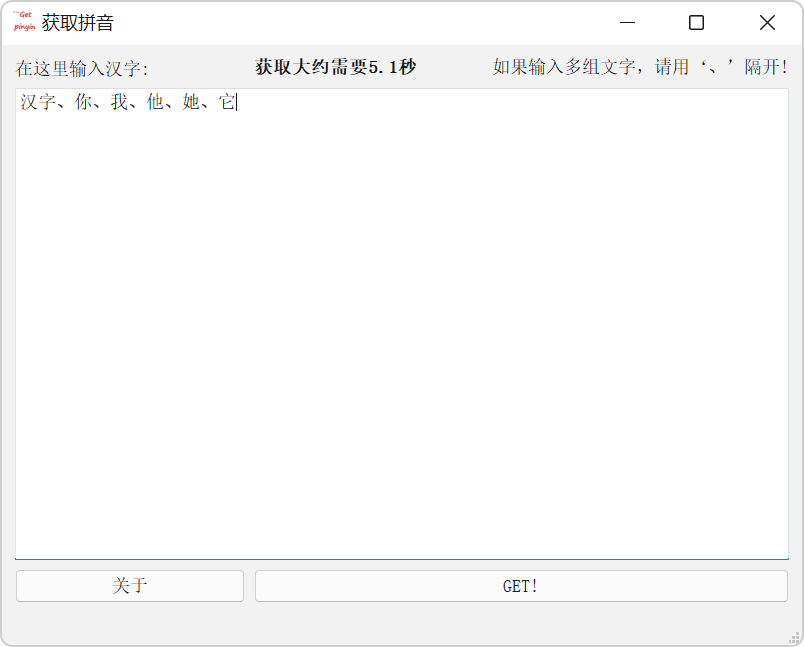 Get
pinyin
获取拼音
在这里输入汉字:
获取大约需要5.1秒
如果输入多组文字，请用‘、’隔开!
汉字、你、我、他、她、它
关于
GET!